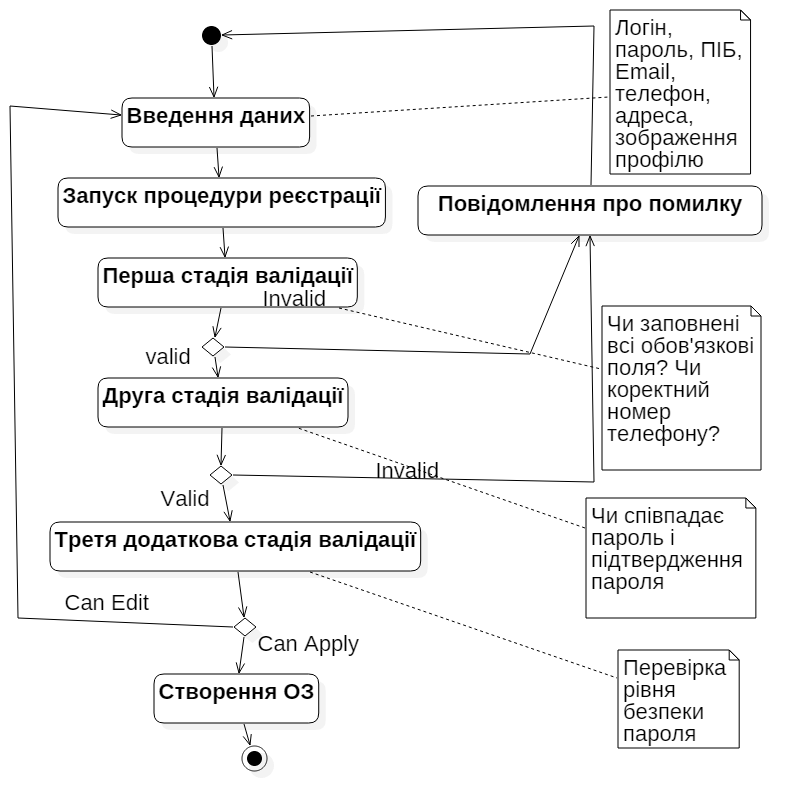 Логін,
пароль, ПІБ,
Email,
телефон,
адреса,
зображення
профілю
Введення даних
Запуск процедури реєстрації
Повідомлення про помилку
Перша стадія валідації
Invalid
valid
Чи заповнені
всі обов'язкові
поля? Чи
коректний
номер
телефону?
Друга стадія валідації
Invalid
Valid
Чи співпадає
пароль і
підтвердження
пароля
Третя додаткова стадія валідації
Can Edit
Can Apply
Перевірка
рівня
безпеки
пароля
Створення ОЗ